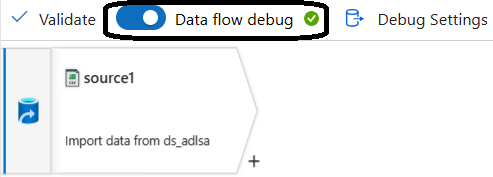 Validate
Data flow debug
Debug Settings
source1
Import data from ds_adlsa